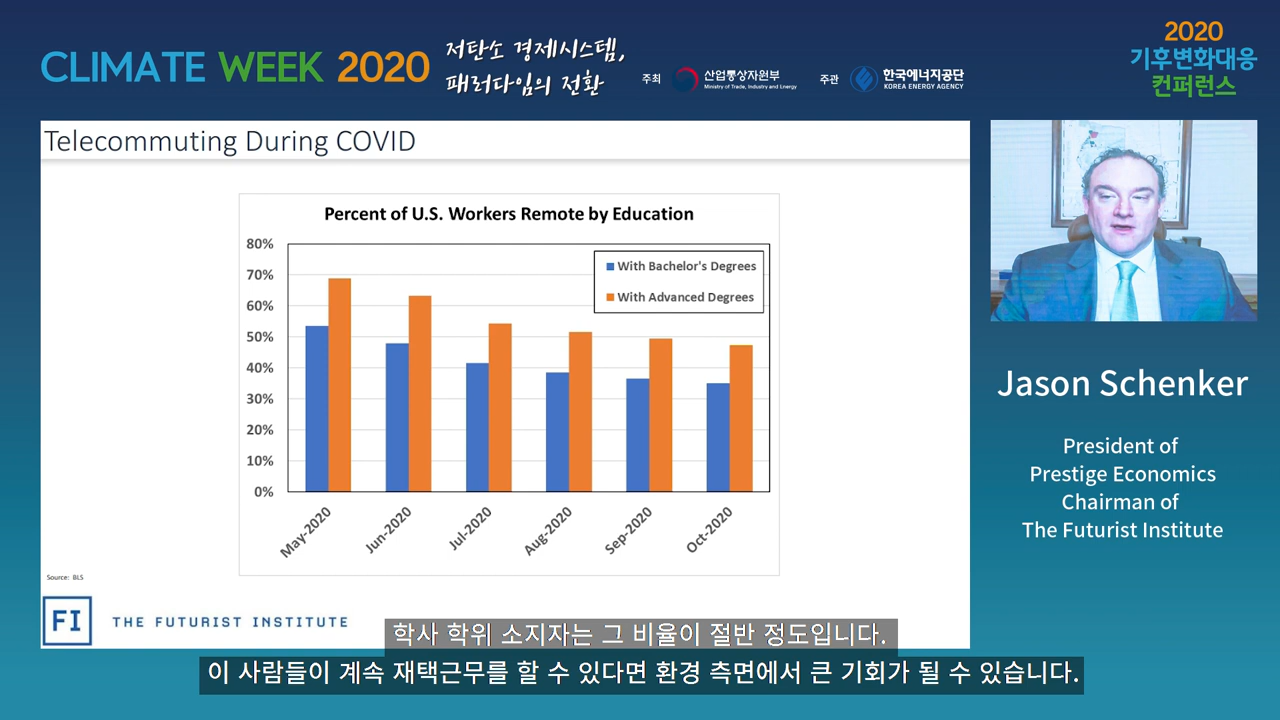 CLIMATE WEEK 2020
저탄소 경제시스템,
패러다임의 전환
주최
산업통상자원부
Ministry of Trade, Industry and Energy
주관
한국에너지공단
KOREA ENERGY AGENCY
2020
기후변화대응
컨퍼런스
Telecommuting During COVID
Percent of U.S. Workers Remote by Education
80%
70%
60%
50%
40%
30%
20%
10%
0%
With Bachelor's Degrees
With Advanced Degrees
May-2020
Jun-2020
Jul-2020
Aug-2020
Sep-2020
Oct-2020
Source: BLS
FI
THE FUTURIST INSTITUTE
Jason Schenker
President of
Prestige Economics
Chairman of
The Futurist Institute
학사 학위 소지자는 그 비율이 절반 정도입니다.
이 사람들이 계속 재택근무를 할 수 있다면 환경 측면에서 큰 기회가 될 수 있습니다.